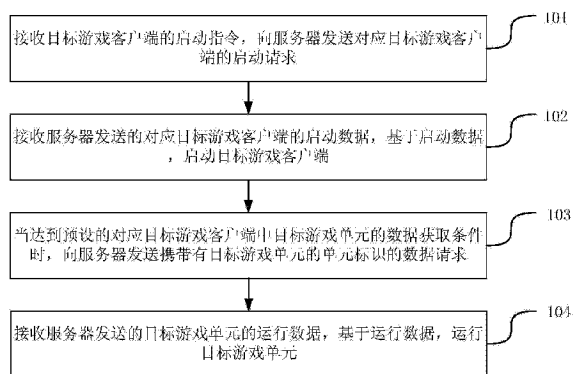 101
接收目标游戏客户端的启动指令，向服务器发送对应目标游戏客户
端的启动请求
102
接收服务器发送的对应目标游戏客户端的启动数据，基于启动数据
，启动目标游戏客户端
103
当达到预设的对应目标游戏客户端中目标游戏单元的数据获取条件
时，向服务器发送携带有目标游戏单元的单元标识的数据请求
104
接收服务器发送的目标游戏单元的运行数据，基于运行数据，运行
目标游戏单元